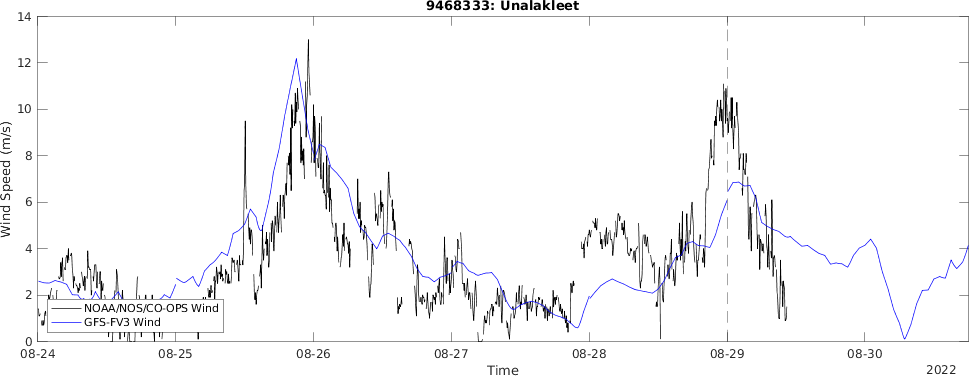 9468333: Unalakleet
14
12
10
8
6
4
2
0
Wind Speed (m/s)
NOAA/NOS/CO-OPS Wind
GFS-FV3 Wind
08-24 08-25 08-26 08-27 08-28 08-29 08-30
Time
2022